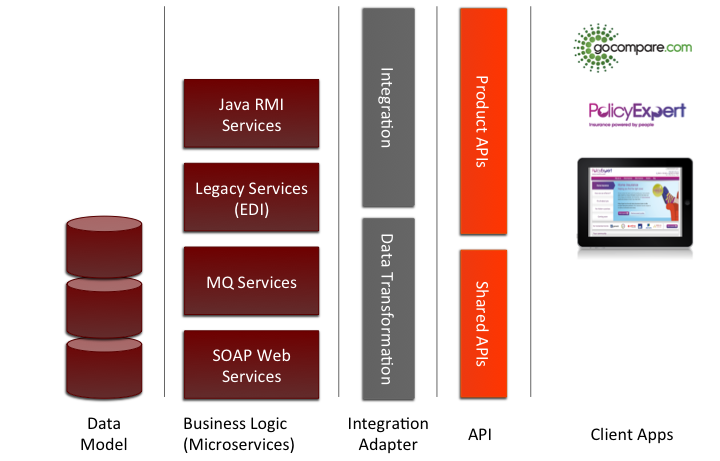 Java RMI
Services
Legacy Services
(EDI)
MQ Services
SOAP Web
Services
Integration
Data Transformation
Product APIs
Shared APIs
gocompare.com
PolicyExpert
insurance powered by people
Data
Model
Business Logic
(Microservices)
Integration
Adapter
API
Client Apps